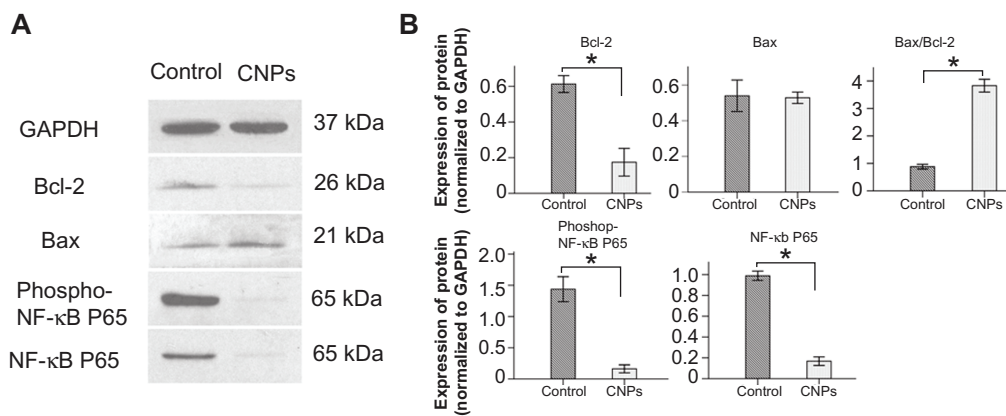 A
Control CNPs
GAPDH 37 kDa
Bcl-2 26 kDa
Bax 21 kDa
Phospho-
NF-κB P65 65 kDa
NF-κB P65 65 kDa
B
Expression of protein
(normalized to GAPDH)
Bcl-2
*
0.6
0.4
0.2
0
Control CNPs
Bax
0.6
0.4
0.2
0
Control CNPs
Bax/Bcl-2
*
4
3
2
1
0
Control CNPs
Expression of protein
(normalized to GAPDH)
Phoshop-
NF-κB P65
*
2.0
1.5
1.0
0.5
0
Control CNPs
NF-κb P65
*
1.0
0.8
0.6
0.4
0.2
0
Control CNPs